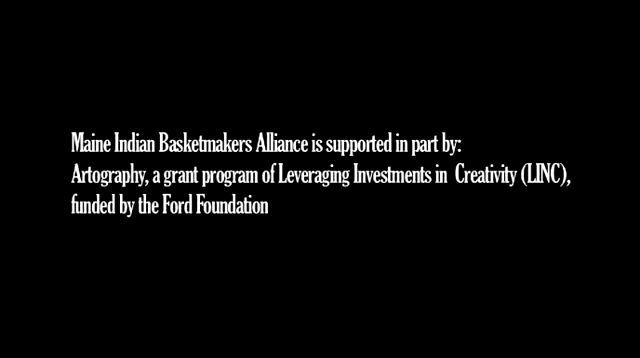 Maine Indian Basketmakers Alliance is supported in part by:
Artography, a grant program of Leveraging Investments in Creativity (LINC),
funded by the Ford Foundation